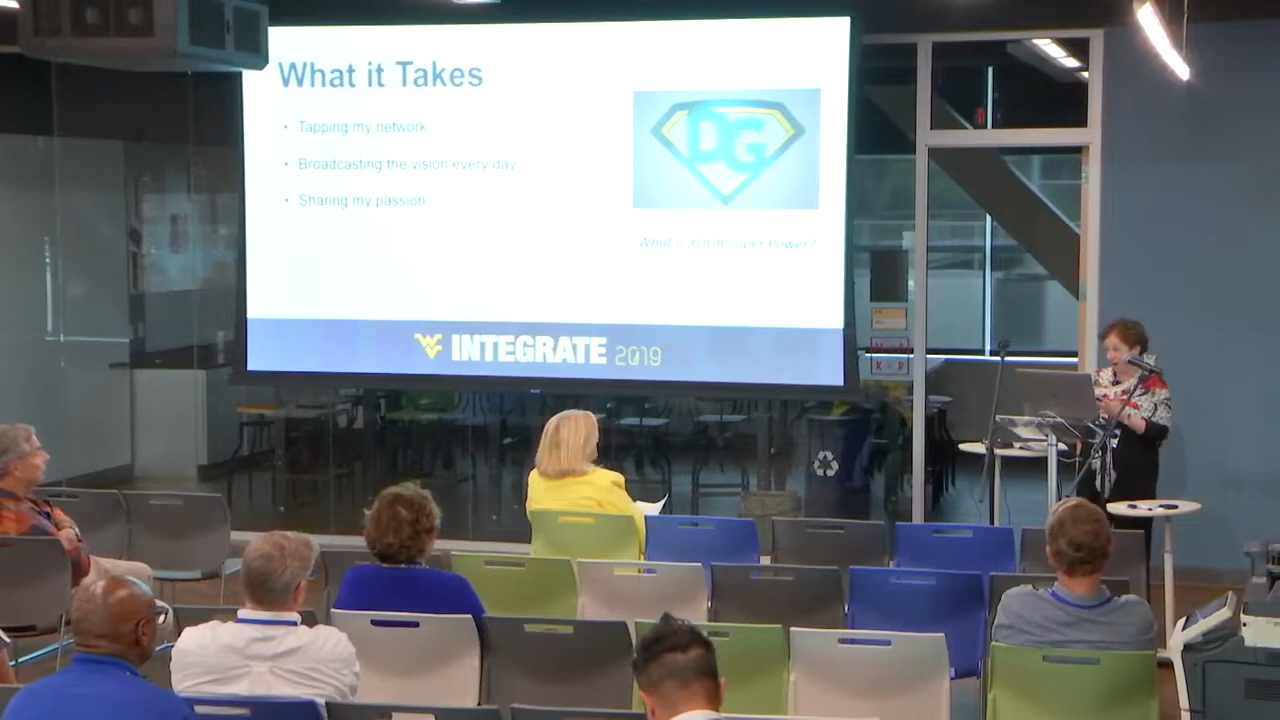 What it Takes
• Tapping my network
• Broadcasting the vision every day
• Sharing my passion
DG
What is YOUR Super Power?
WV INTEGRATE 2019